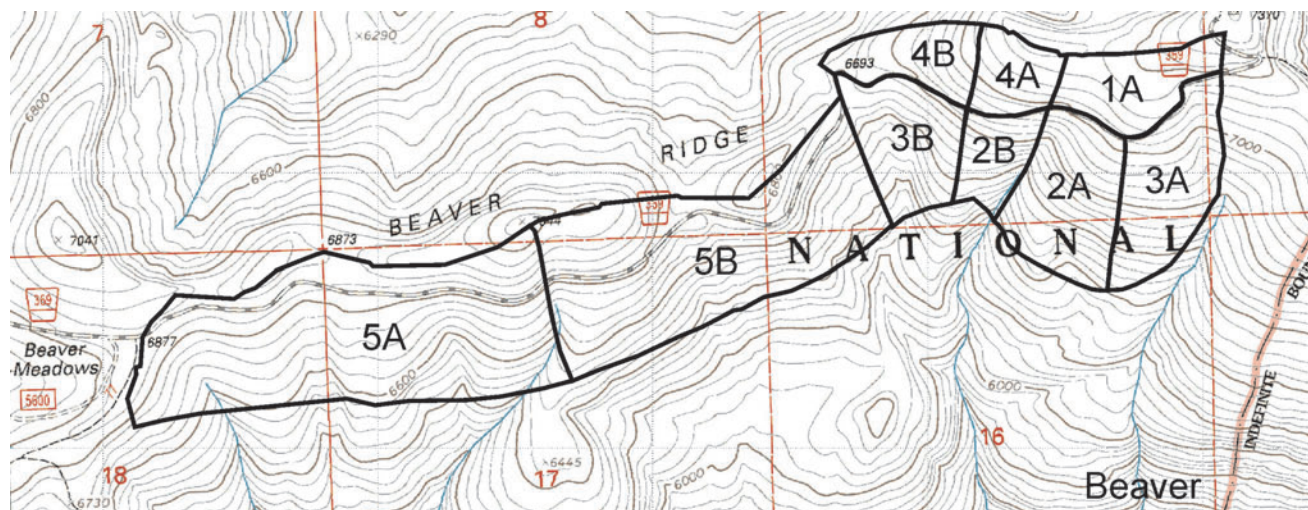 7
8
6290
7370
359
4B
4A
1A
6693
6800
6600
RIDGE
BEAVER
3B
2B
2A
3A
7000
6800
359
7041
6873
NATIONAL
5B
369
6877
5A
Beaver
Meadows
5600
6600
6000
16
INDEFINITE
18
17
6445
6000
6730
Beaver